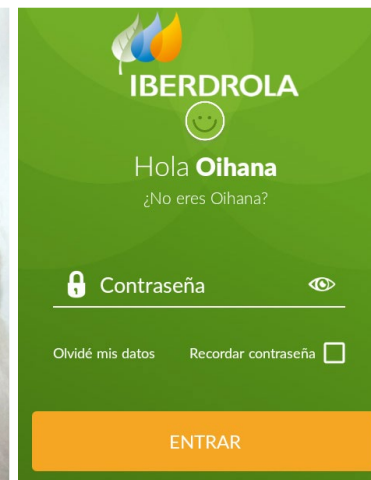 IBERDROLA
Hola Oihana
¿No eres Oihana?
Contraseña
Olvidé mis datos Recordar contraseña
ENTRAR